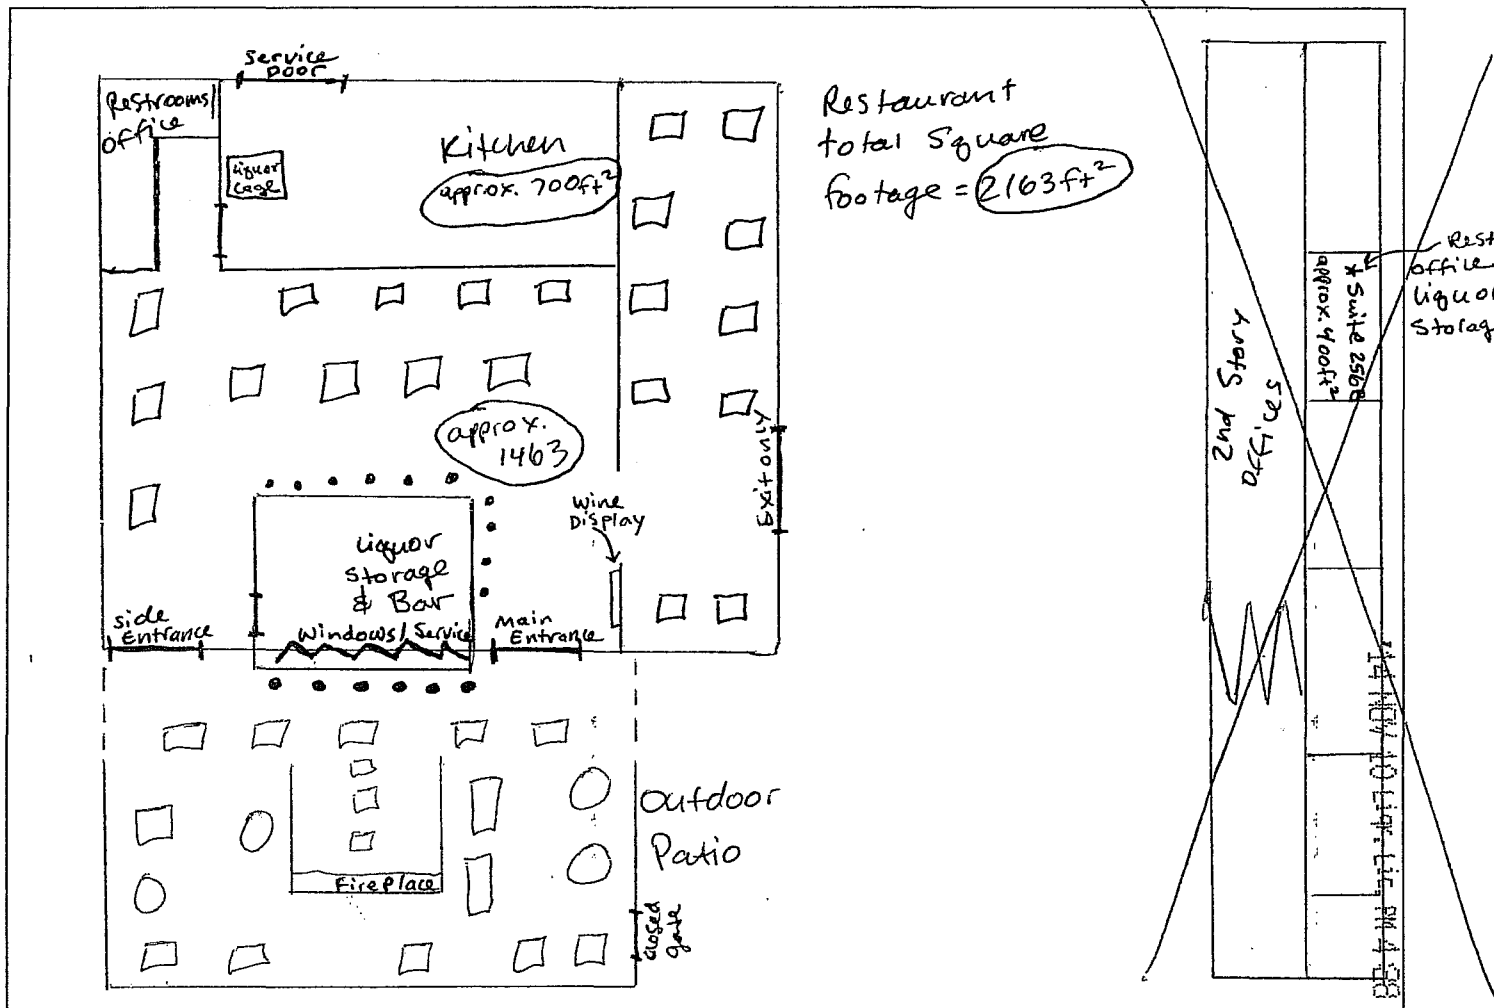 Service
Door
Restrooms/
office
Liquor
cage
Kitchen
approx. 700ft²
Restaurant
total Square
footage = 2163ft²
approx.
1463
Wine
Display
Exit only
Liquor
Storage
& Bar
Windows/Service
Side
Entrance
Main
Entrance
Outdoor
Patio
Fireplace
closed
gate
2nd Story
Offices
* Suite 256B
approx. 400ft²
Rest
office
Liquor
Storag